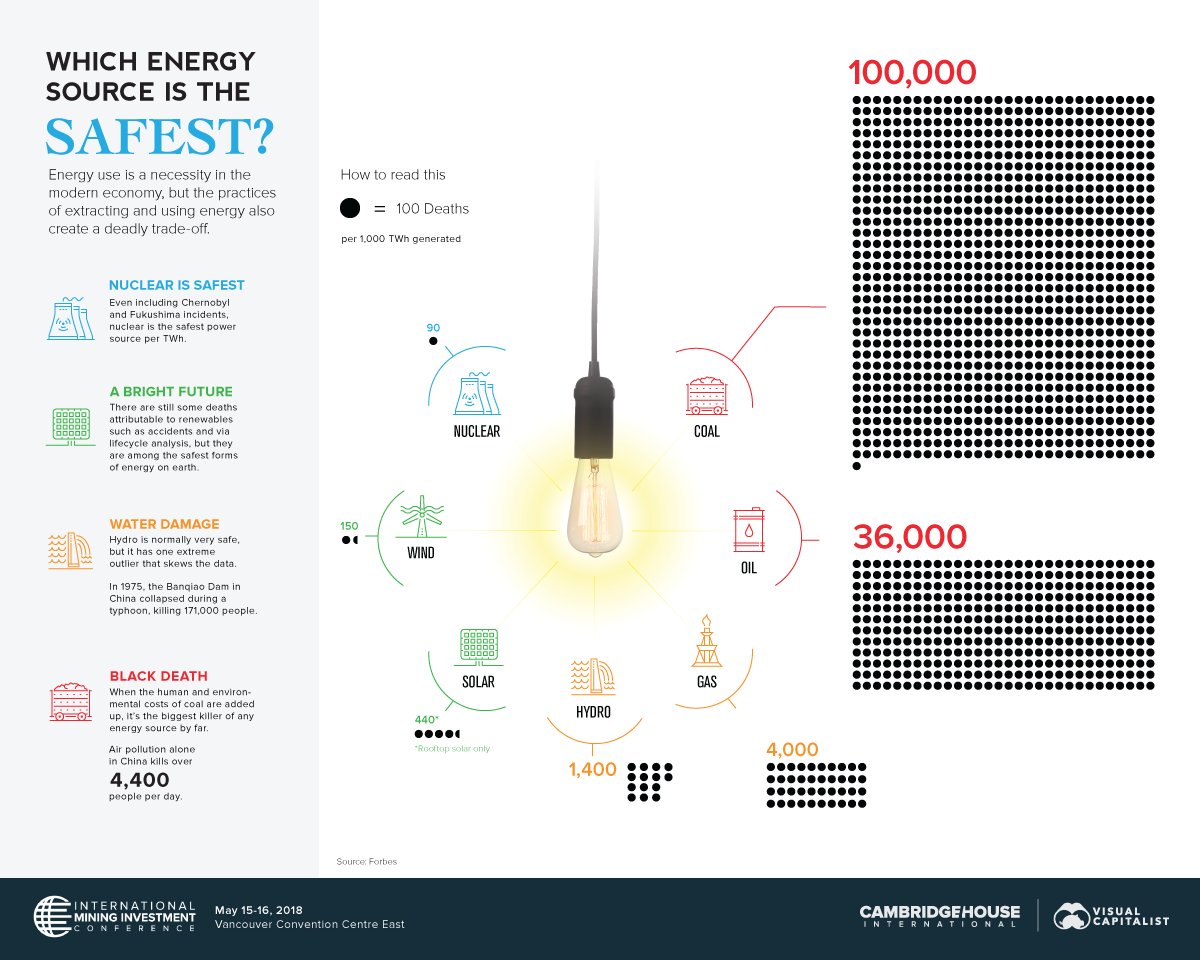 WHICH ENERGY
SOURCE IS THE
SAFEST?
Energy use is a necessity in the
modern economy, but the practices
of extracting and using energy also
create a deadly trade-off.
NUCLEAR IS SAFEST
Even including Chernobyl
and Fukushima incidents,
nuclear is the safest power
source per TWh.
A BRIGHT FUTURE
There are still some deaths
attributable to renewables
such as accidents and via
lifecycle analysis, but they
are among the safest forms
of energy on earth.
WATER DAMAGE
Hydro is normally very safe,
but it has one extreme
outlier that skews the data.
In 1975, the Banqiao Dam in
China collapsed during a
typhoon, killing 171,000 people.
BLACK DEATH
When the human and environ-
mental costs of coal are added
up, it's the biggest killer of any
energy source by far.
Air pollution alone
in China kills over
4,400
people per day.
How to read this
= 100 Deaths
per 1,000 TWh generated
90
NUCLEAR
150
WIND
SOLAR
440*
*Rooftop solar only
HYDRO
1,400
GAS
4,000
OIL
36,000
COAL
100,000
Source: Forbes
INTERNATIONAL
MINING INVESTMENT
CONFERENCE
May 15-16, 2018
Vancouver Convention Centre East
CAMBRIDGEHOUSE
INTERNATIONAL
VISUAL
CAPITALIST